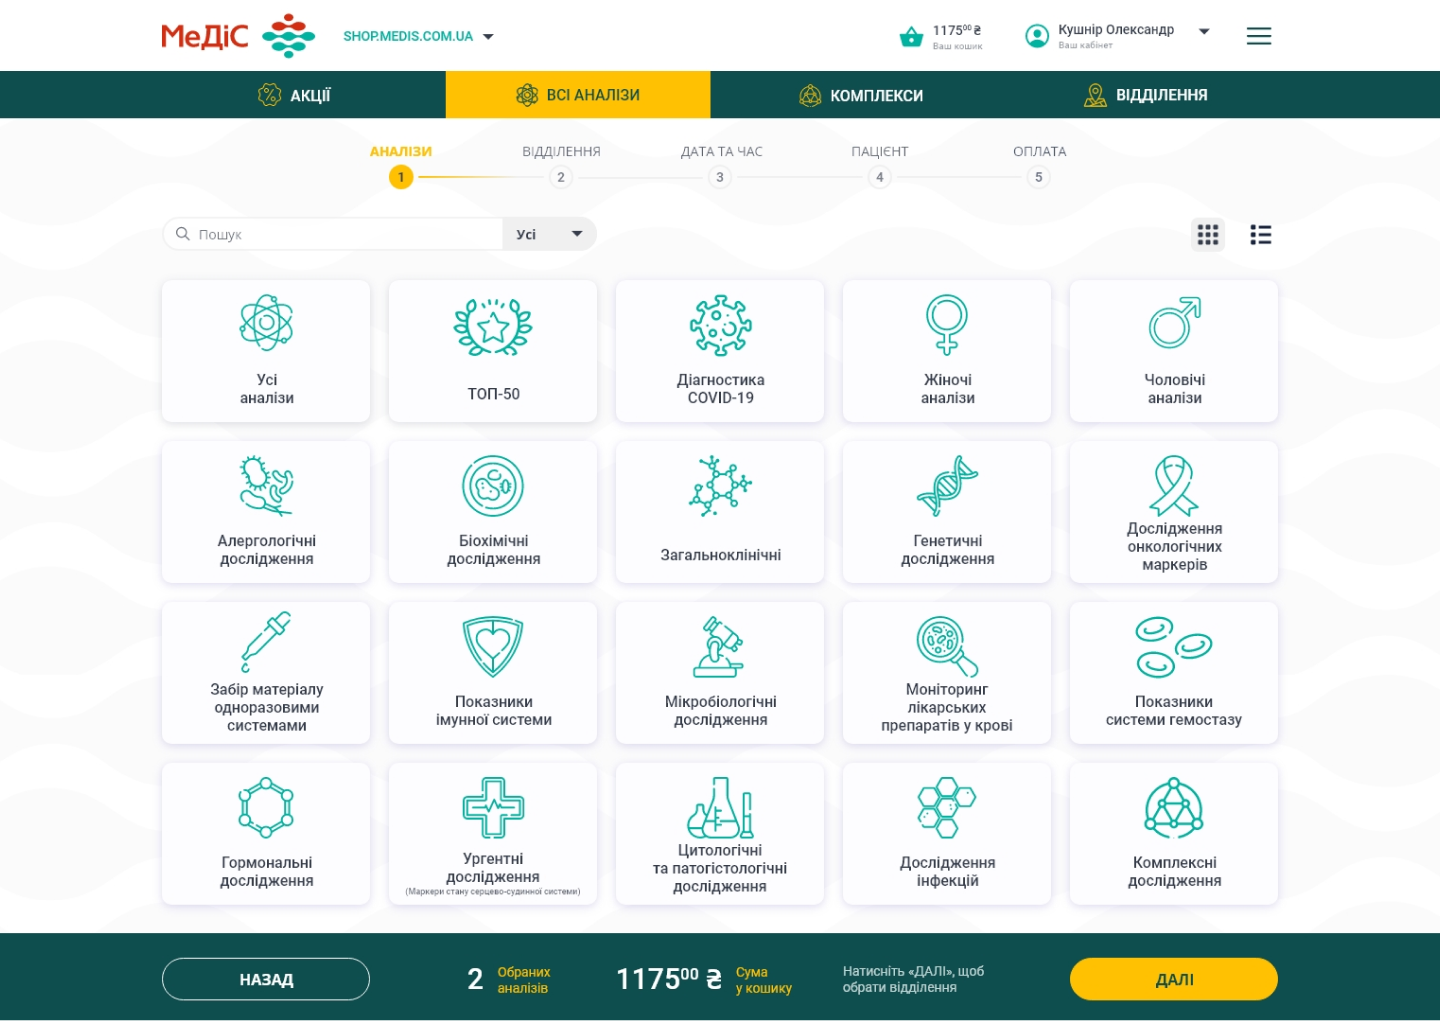 МеДіС
SHOP.MEDIS.COM.UA
1175⁰⁰ ₴
Ваш кошик
Кушнір Олександр
Ваш кабінет
АКЦІЇ
ВСІ АНАЛІЗИ
КОМПЛЕКСИ
ВІДДІЛЕННЯ
АНАЛІЗИ
ВІДДІЛЕННЯ
ДАТА ТА ЧАС
ПАЦІЄНТ
ОПЛАТА
1
2
3
4
5
Пошук
Усі
Усі
аналізи
ТОП-50
Діагностика
COVID-19
Жіночі
аналізи
Чоловічі
аналізи
Алергологічні
дослідження
Біохімічні
дослідження
Загальноклінічні
Генетичні
дослідження
Дослідження
онкологічних
маркерів
Забір матеріалу
одноразовими
системами
Показники
імунної системи
Мікробіологічні
дослідження
Моніторинг
лікарських
препаратів у крові
Показники
системи гемостазу
Гормональні
дослідження
Ургентні
дослідження
(Маркери стану серцево-судинної системи)
Цитологічні
та патогістологічні
дослідження
Дослідження
інфекцій
Комплексні
дослідження
НАЗАД
2
Обраних
аналізів
1175⁰⁰ ₴
Сума
у кошику
Натисніть «ДАЛІ», щоб
обрати відділення
ДАЛІ